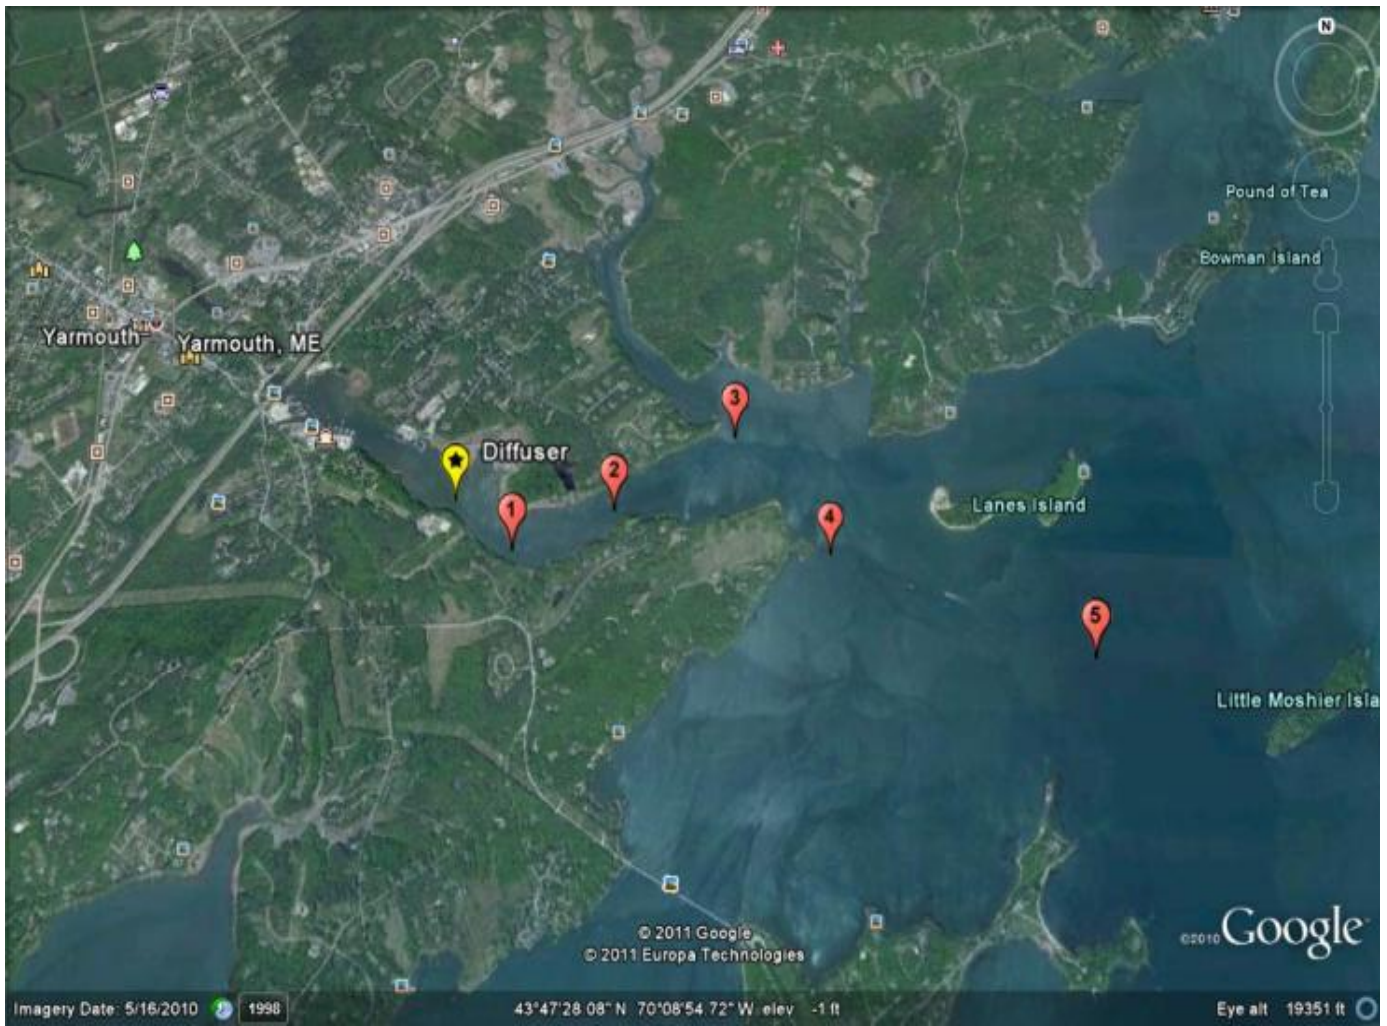 N
Pound of Tea
Bowman Island
Yarmouth
Yarmouth, ME
3
Diffuser
2
1
4
Lanes Island
5
Little Moshier Isla
© 2011 Google
© 2011 Europa Technologies
©2010 Google
Imagery Date: 5/16/2010 1998 43°47'28.08" N 70°08'54.72" W elev -1 ft Eye alt 19351 ft